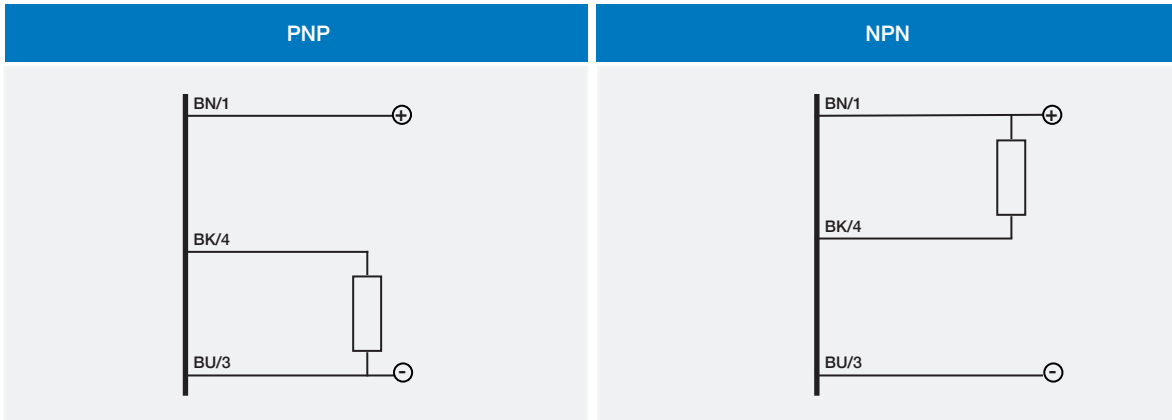 PNP
BN/1
+
BK/4
BU/3
-
NPN
BN/1
+
BK/4
BU/3
-